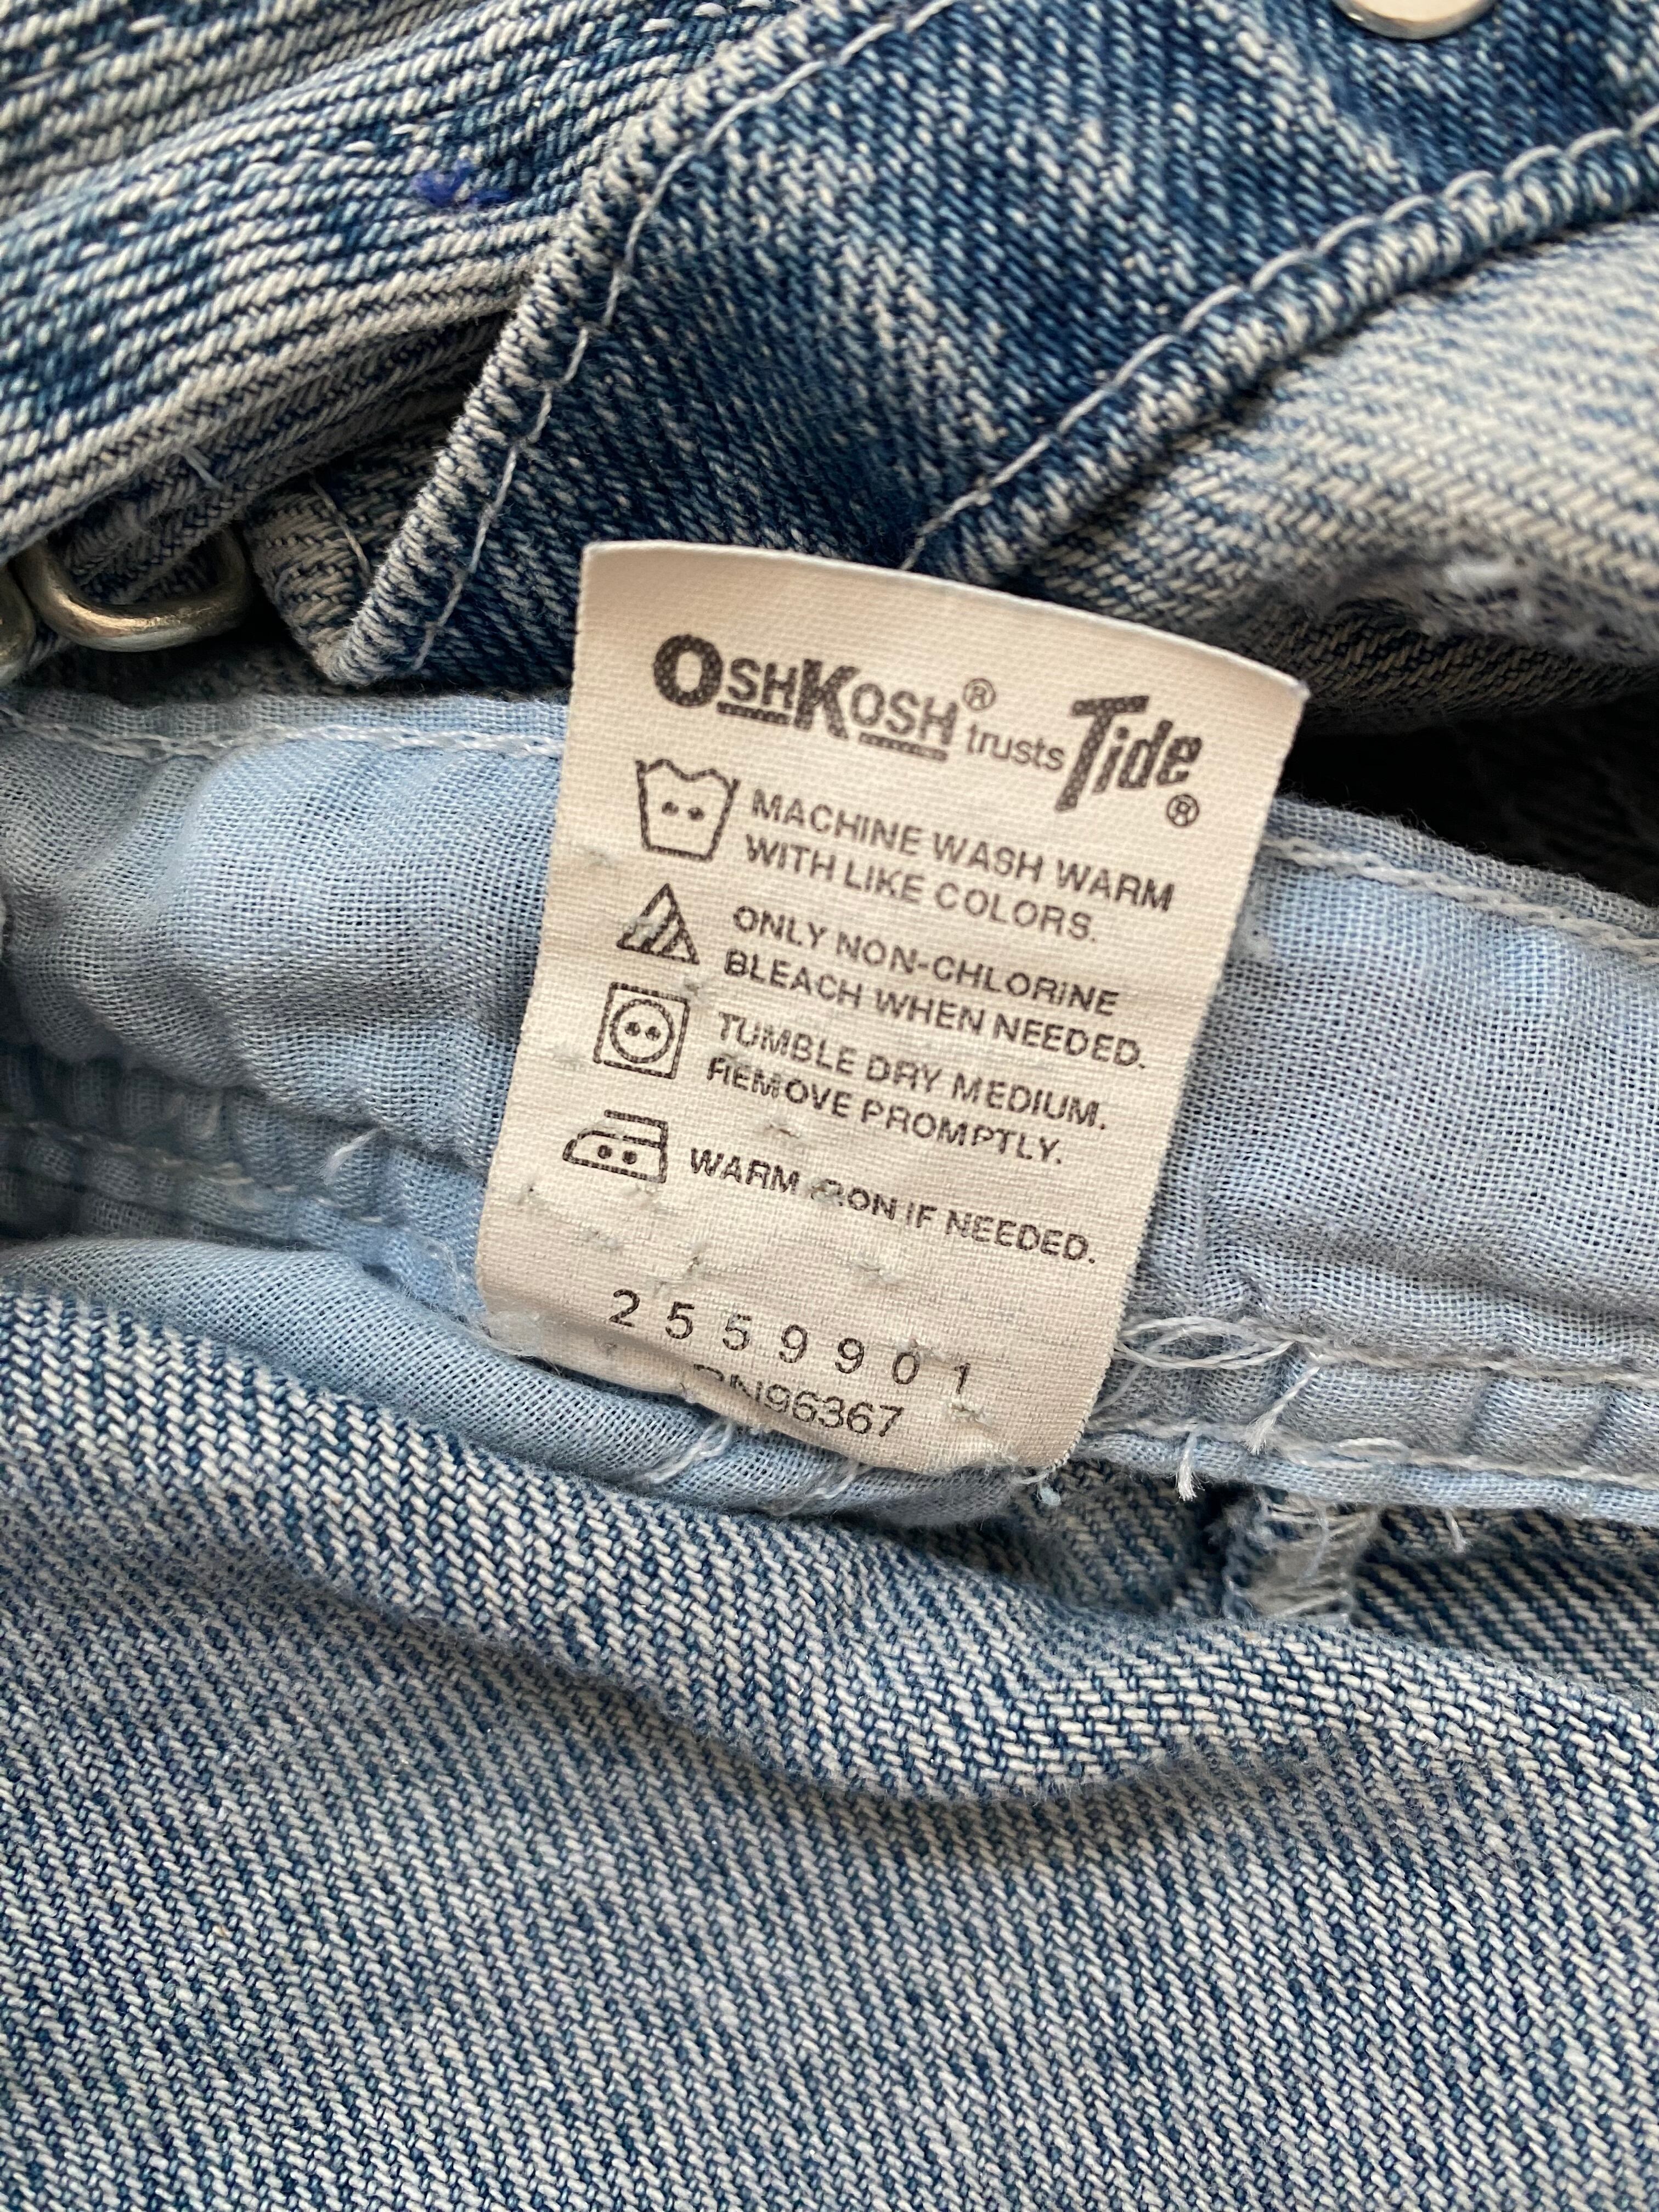 OSHKOSH® trusts Tide®
MACHINE WASH WARM
WITH LIKE COLORS.
ONLY NON-CHLORINE
BLEACH WHEN NEEDED.
TUMBLE DRY MEDIUM.
REMOVE PROMPTLY.
WARM IRON IF NEEDED.
2559901
RN96367